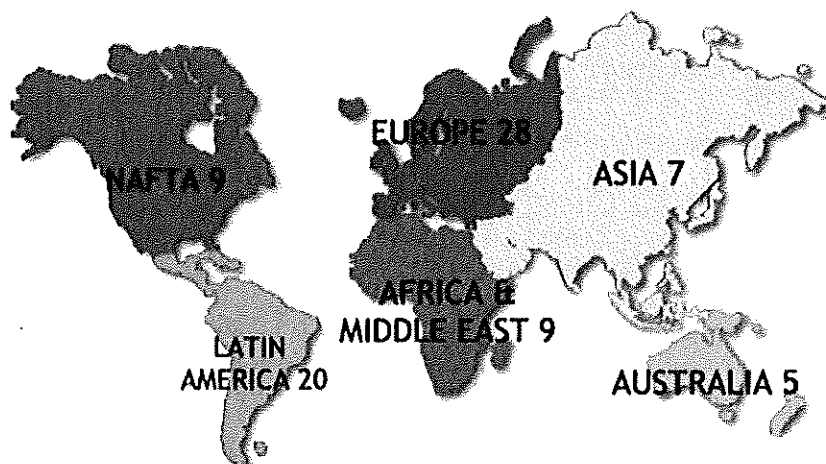 EUROPE 28
NAFTA 9
ASIA 7
AFRICA &
MIDDLE EAST 9
LATIN
AMERICA 20
AUSTRALIA 5